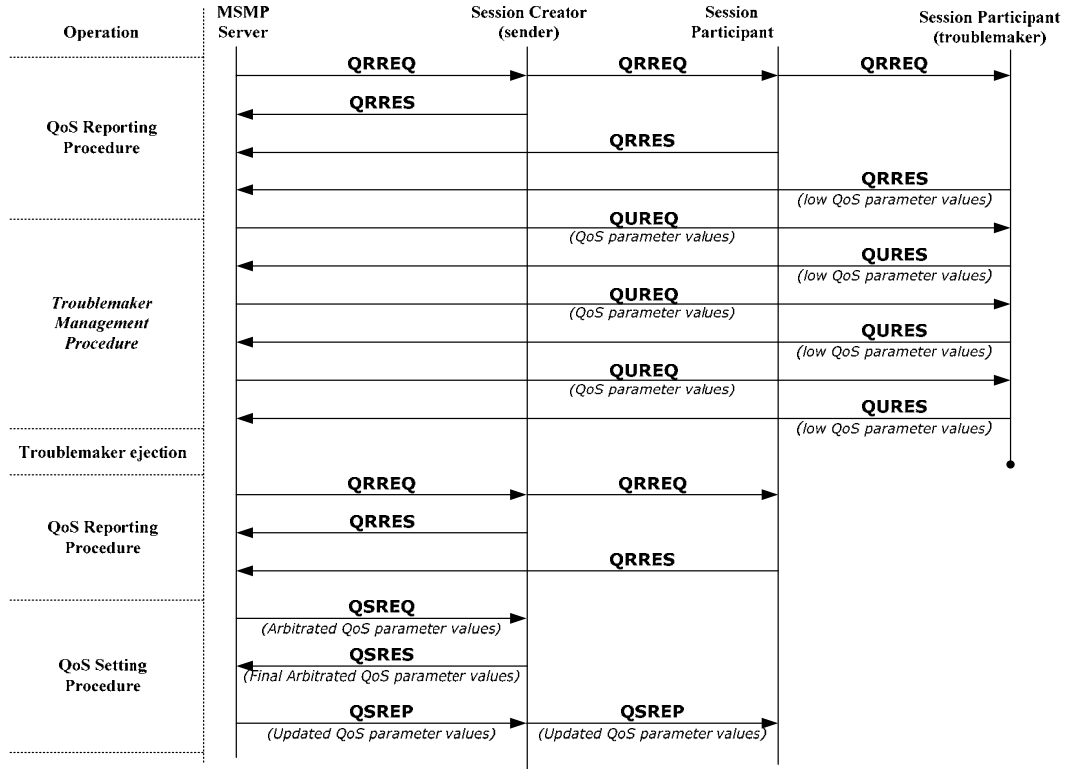 Operation
MSMP
Server
Session Creator
(sender)
Session
Participant
Session Participant
(troublemaker)
QoS Reporting
Procedure
QRREQ
QRREQ
QRREQ
QRRES
QRRES
QRRES
(low QoS parameter values)
Troublemaker
Management
Procedure
QUREQ
(QoS parameter values)
QURES
(low QoS parameter values)
QUREQ
(QoS parameter values)
QURES
(low QoS parameter values)
QUREQ
(QoS parameter values)
QURES
(low QoS parameter values)
Troublemaker ejection
QoS Reporting
Procedure
QRREQ
QRREQ
QRRES
QRRES
QoS Setting
Procedure
QSREQ
(Arbitrated QoS parameter values)
QSRES
(Final Arbitrated QoS parameter values)
QSREP
(Updated QoS parameter values)
QSREP
(Updated QoS parameter values)